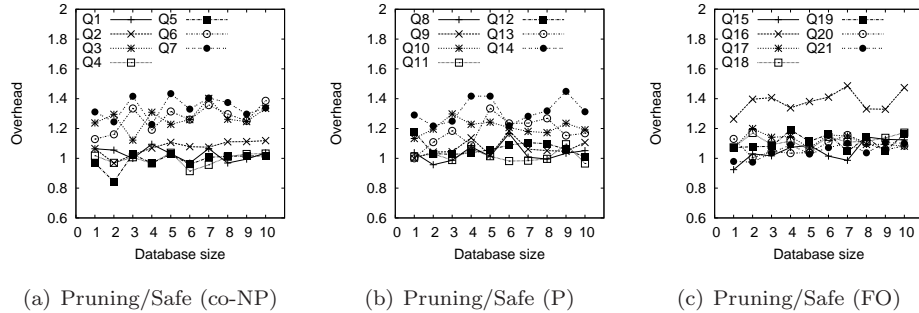 2
1.8
1.6
1.4
1.2
1
0.8
0.6
0 1 2 3 4 5 6 7 8 9 10
Overhead
Database size
Q1
Q2
Q3
Q4
Q5
Q6
Q7
(a) Pruning/Safe (co-NP)
2
1.8
1.6
1.4
1.2
1
0.8
0.6
0 1 2 3 4 5 6 7 8 9 10
Overhead
Database size
Q8
Q9
Q10
Q11
Q12
Q13
Q14
(b) Pruning/Safe (P)
2
1.8
1.6
1.4
1.2
1
0.8
0.6
0 1 2 3 4 5 6 7 8 9 10
Overhead
Database size
Q15
Q16
Q17
Q18
Q19
Q20
Q21
(c) Pruning/Safe (FO)